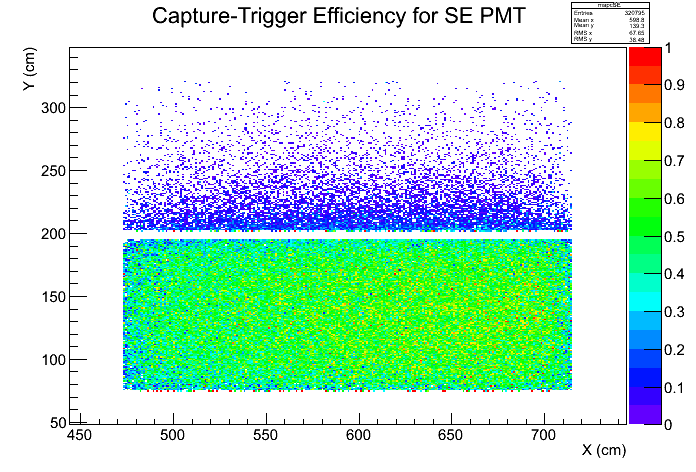 Capture-Trigger Efficiency for SE PMT
mapcSE
Entries 320795
Mean x 598.8
Mean y 139.3
RMS x 67.65
RMS y 38.48
Y (cm)
300
250
200
150
100
50
450 500 550 600 650 700
X (cm)
1
0.9
0.8
0.7
0.6
0.5
0.4
0.3
0.2
0.1
0